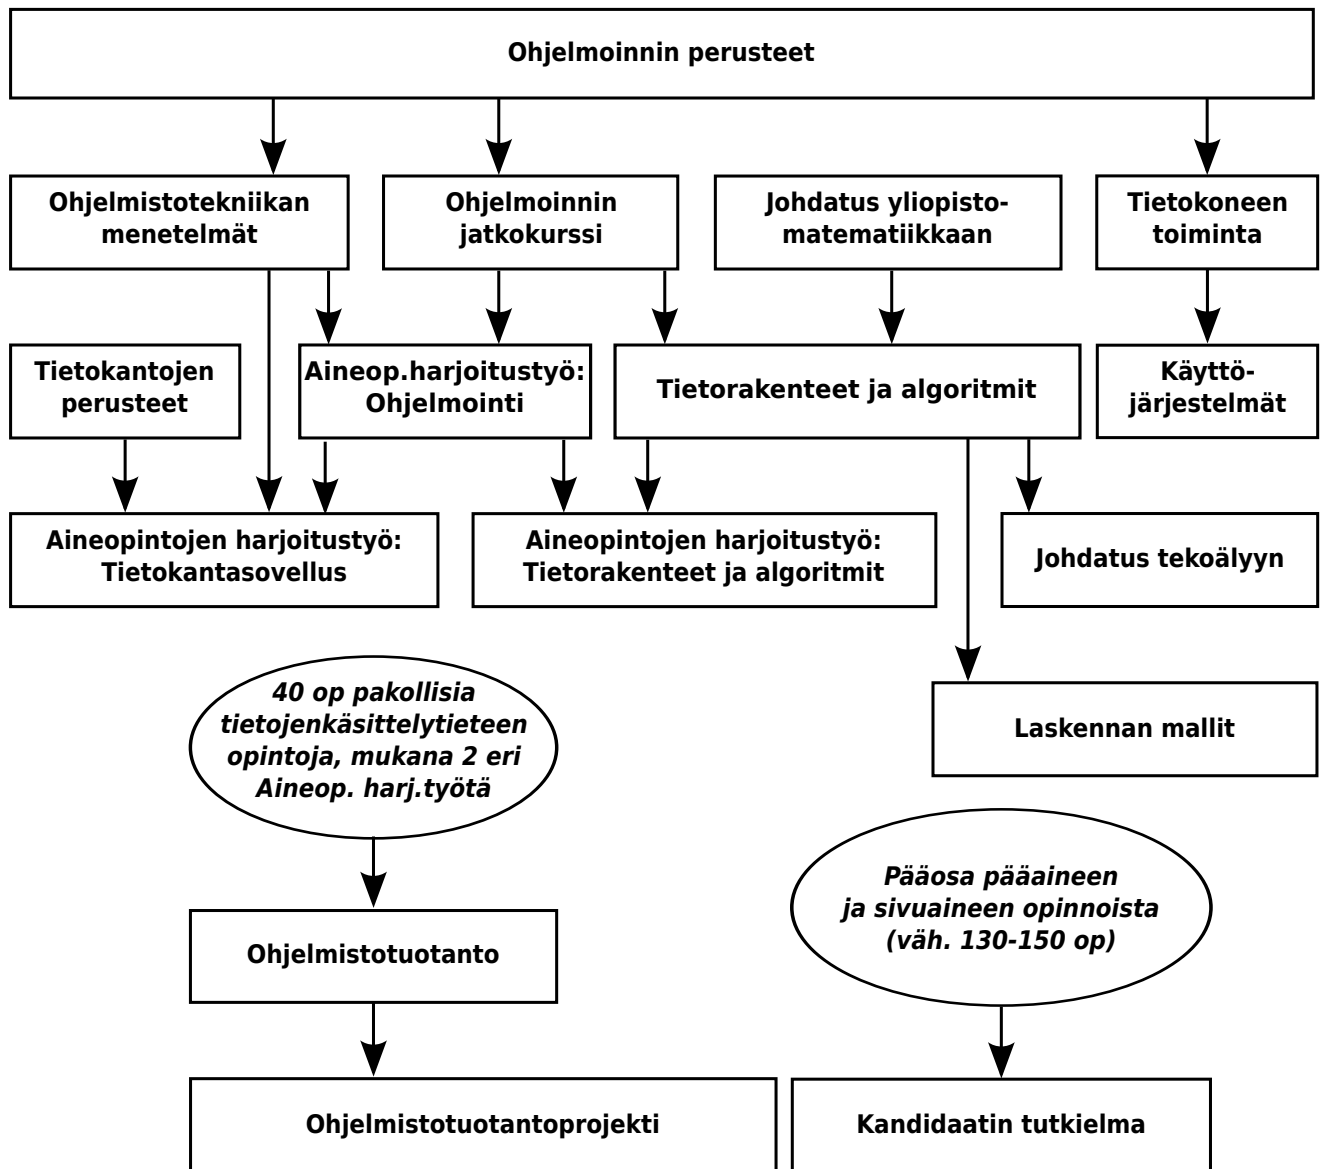 Ohjelmoinnin perusteet
Ohjelmistotekniikan
menetelmät
Ohjelmoinnin
jatkokurssi
Johdatus yliopisto-
matematiikkaan
Tietokoneen
toiminta
Tietokantojen
perusteet
Aineop.harjoitustyö:
Ohjelmointi
Tietorakenteet ja algoritmit
Käyttö-
järjestelmät
Aineopintojen harjoitustyö:
Tietokantasovellus
Aineopintojen harjoitustyö:
Tietorakenteet ja algoritmit
Johdatus tekoälyyn
40 op pakollisia
tietojenkäsittelytieteen
opintoja, mukana 2 eri
Aineop. harj.työtä
Laskennan mallit
Pääosa pääaineen
ja sivuaineen opinnoista
(väh. 130-150 op)
Ohjelmistotuotanto
Ohjelmistotuotantoprojekti
Kandidaatin tutkielma